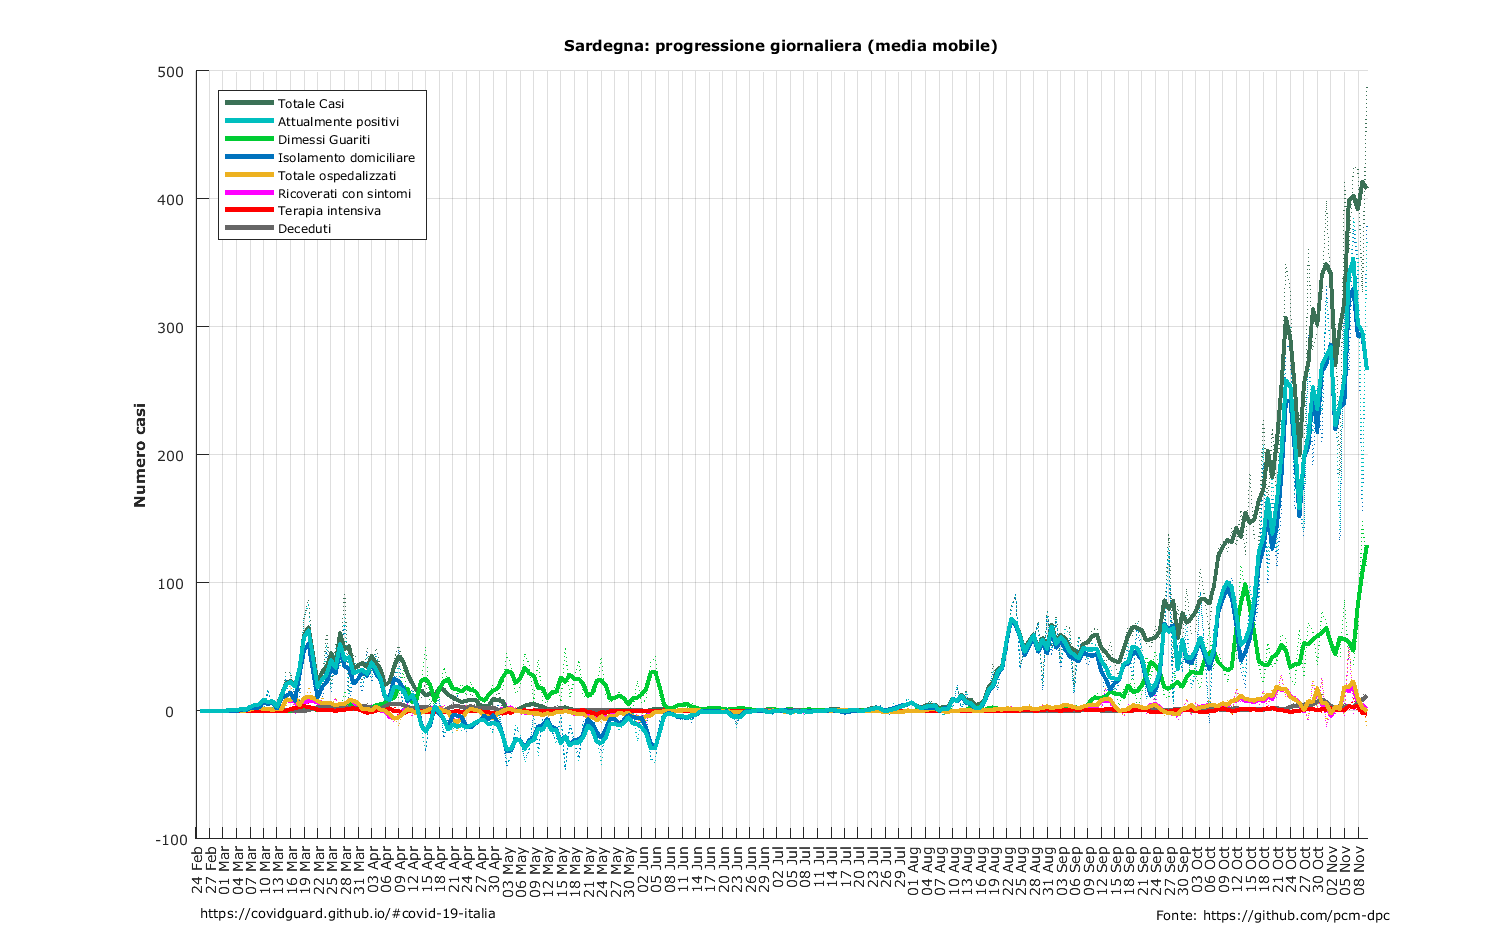 Sardegna: progressione giornaliera (media mobile)
500
400
300
200
100
0
-100
Numero casi
Totale Casi
Attualmente positivi
Dimessi Guariti
Isolamento domiciliare
Totale ospedalizzati
Ricoverati con sintomi
Terapia intensiva
Deceduti
24 Feb
27 Feb
01 Mar
04 Mar
07 Mar
10 Mar
13 Mar
16 Mar
19 Mar
22 Mar
25 Mar
28 Mar
31 Mar
03 Apr
06 Apr
09 Apr
12 Apr
15 Apr
18 Apr
21 Apr
24 Apr
27 Apr
30 Apr
03 May
06 May
09 May
12 May
15 May
18 May
21 May
24 May
27 May
30 May
02 Jun
05 Jun
08 Jun
11 Jun
14 Jun
17 Jun
20 Jun
23 Jun
26 Jun
29 Jun
02 Jul
05 Jul
08 Jul
11 Jul
14 Jul
17 Jul
20 Jul
23 Jul
26 Jul
29 Jul
01 Aug
04 Aug
07 Aug
10 Aug
13 Aug
16 Aug
19 Aug
22 Aug
25 Aug
28 Aug
31 Aug
03 Sep
06 Sep
09 Sep
12 Sep
15 Sep
18 Sep
21 Sep
24 Sep
27 Sep
30 Sep
03 Oct
06 Oct
09 Oct
12 Oct
15 Oct
18 Oct
21 Oct
24 Oct
27 Oct
30 Oct
02 Nov
05 Nov
08 Nov
https://covidguard.github.io/#covid-19-italia
Fonte: https://github.com/pcm-dpc